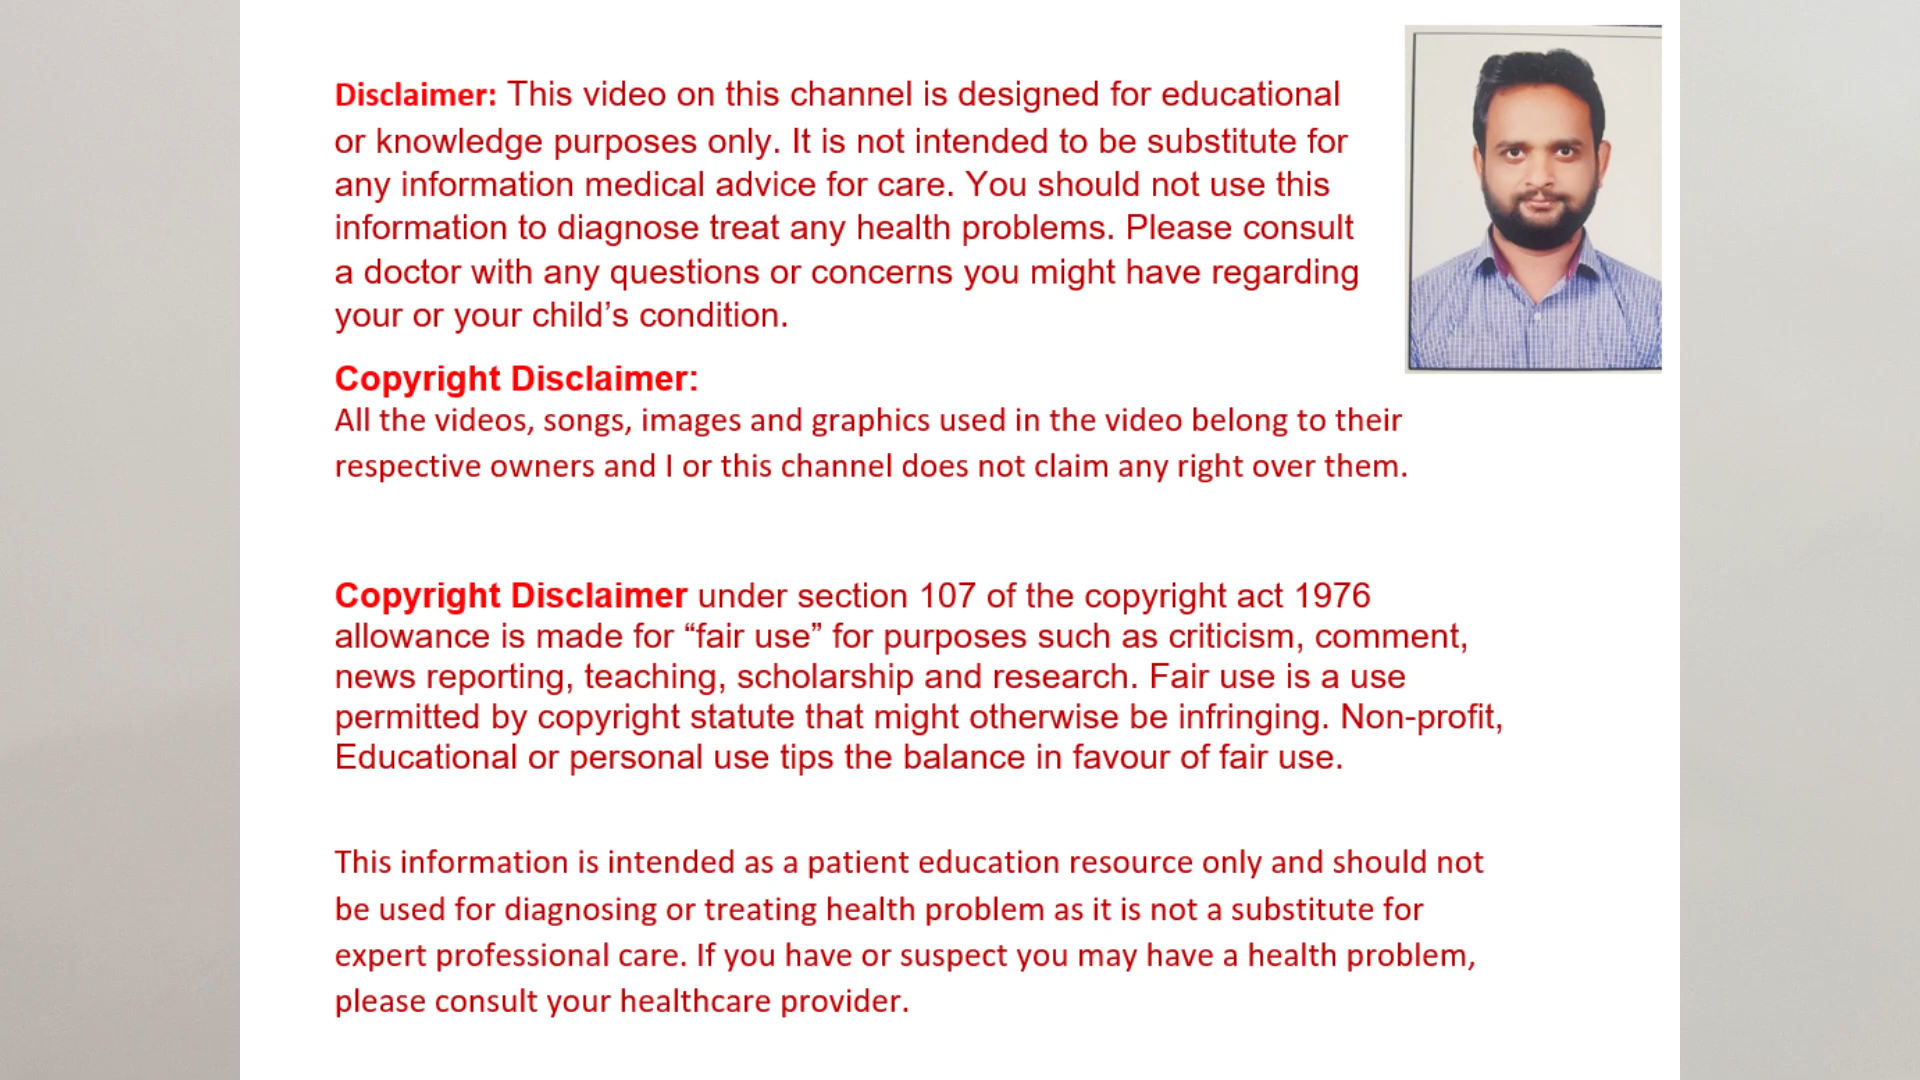 Disclaimer: This video on this channel is designed for educational
or knowledge purposes only. It is not intended to be substitute for
any information medical advice for care. You should not use this
information to diagnose treat any health problems. Please consult
a doctor with any questions or concerns you might have regarding
your or your child’s condition.
Copyright Disclaimer:
All the videos, songs, images and graphics used in the video belong to their
respective owners and I or this channel does not claim any right over them.
Copyright Disclaimer under section 107 of the copyright act 1976
allowance is made for “fair use” for purposes such as criticism, comment,
news reporting, teaching, scholarship and research. Fair use is a use
permitted by copyright statute that might otherwise be infringing. Non-profit,
Educational or personal use tips the balance in favour of fair use.
This information is intended as a patient education resource only and should not
be used for diagnosing or treating health problem as it is not a substitute for
expert professional care. If you have or suspect you may have a health problem,
please consult your healthcare provider.